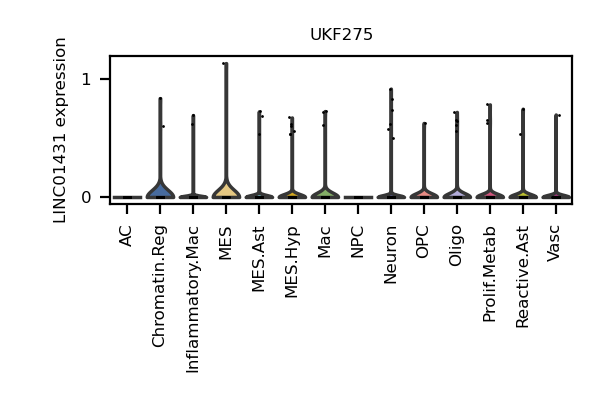 UKF275
LINC01431 expression
1
0
AC
Chromatin.Reg
Inflammatory.Mac
MES
MES.Ast
MES.Hyp
Mac
NPC
Neuron
OPC
Oligo
Prolif.Metab
Reactive.Ast
Vasc